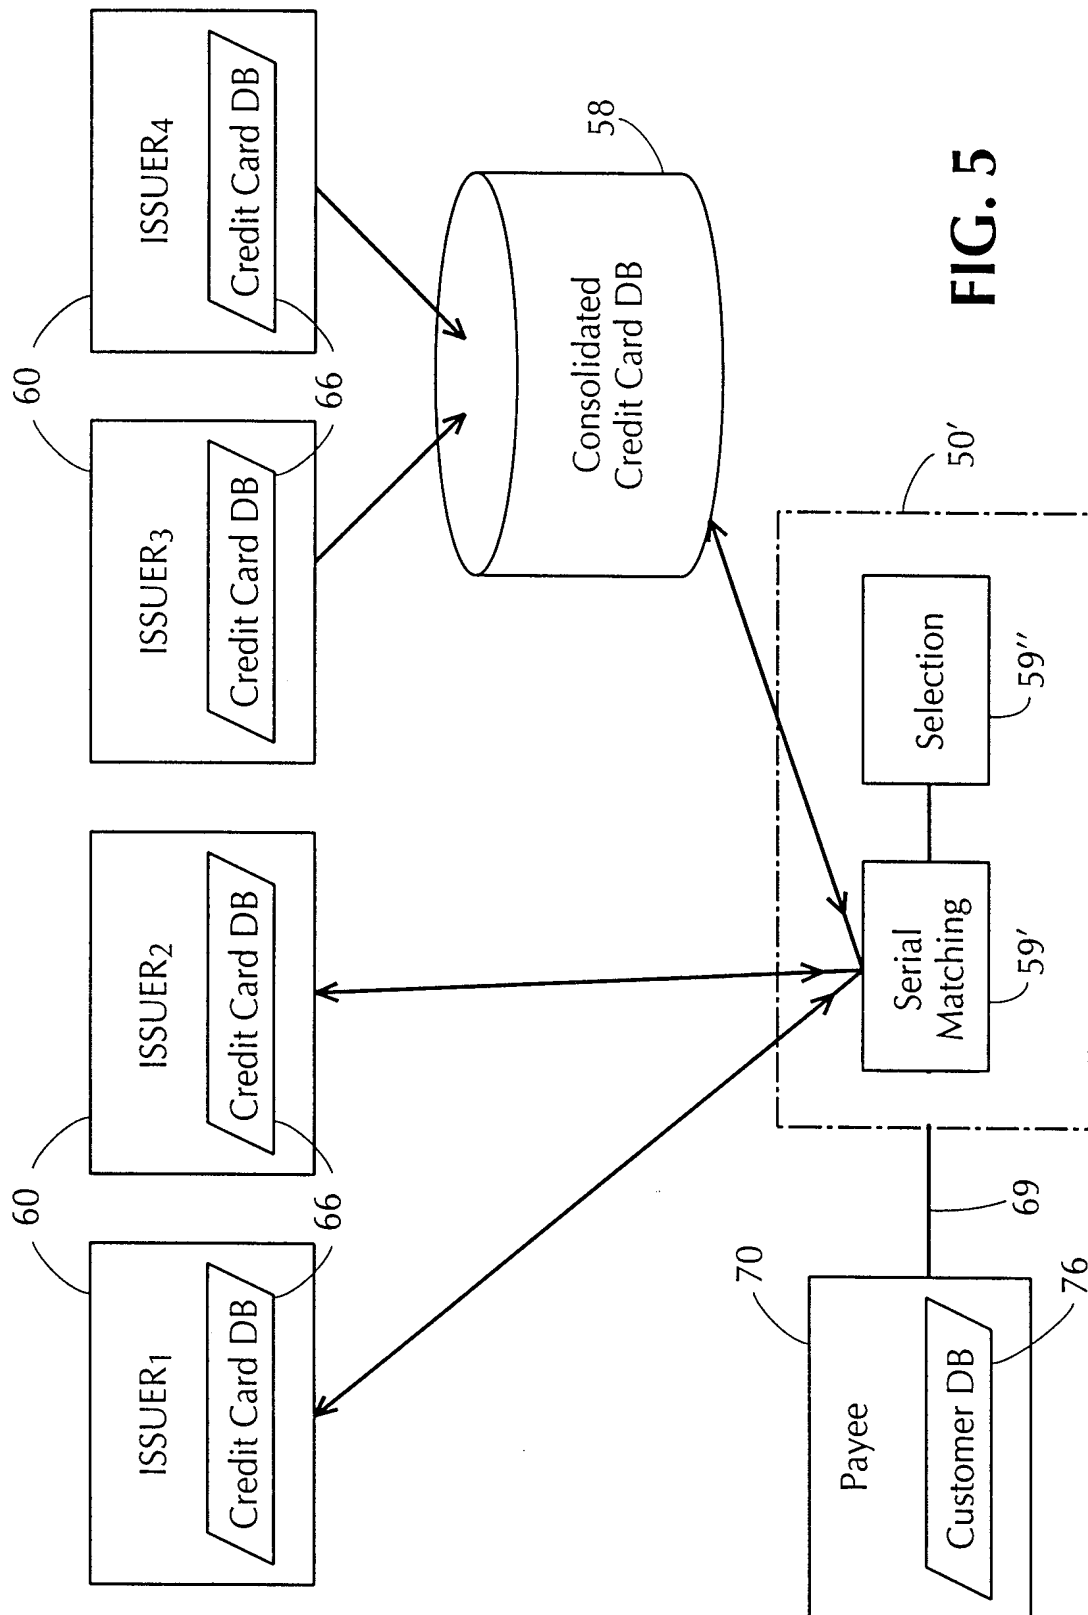 60
60
ISSUER1
ISSUER2
ISSUER3
ISSUER4
Credit Card DB
Credit Card DB
Credit Card DB
Credit Card DB
66
66
Consolidated
Credit Card DB
58
50′
70
Payee
Customer DB
76
69
Serial
Matching
59′
Selection
59″
FIG. 5